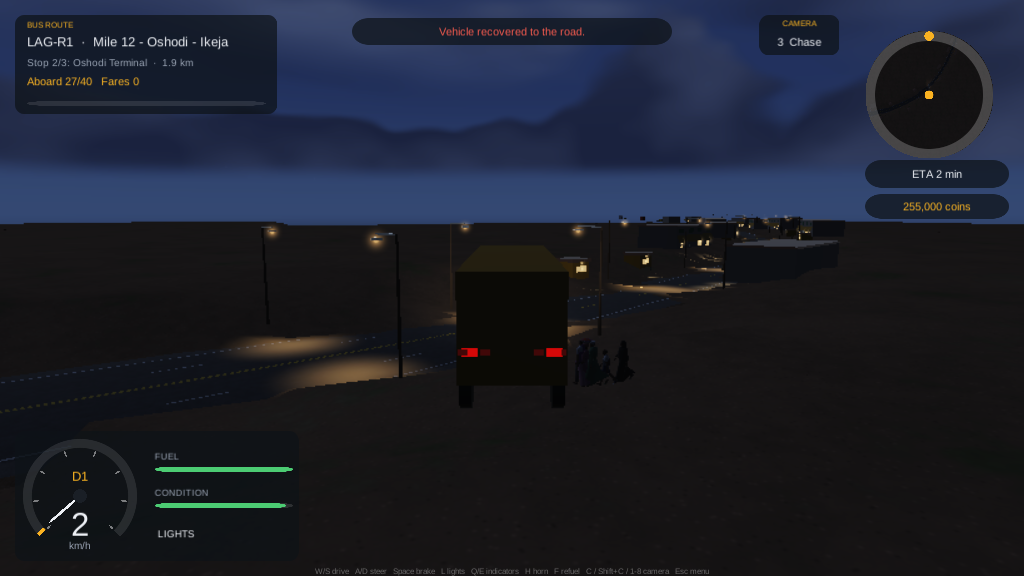 BUS ROUTE
LAG-R1 · Mile 12 - Oshodi - Ikeja
Stop 2/3: Oshodi Terminal · 1.9 km
Aboard 27/40 Fares 0
Vehicle recovered to the road.
CAMERA
3 Chase
ETA 2 min
255,000 coins
D1
2
km/h
FUEL
CONDITION
LIGHTS
W/S drive A/D steer Space brake L lights Q/E indicators H horn F refuel C / Shift+C / 1-8 camera Esc menu